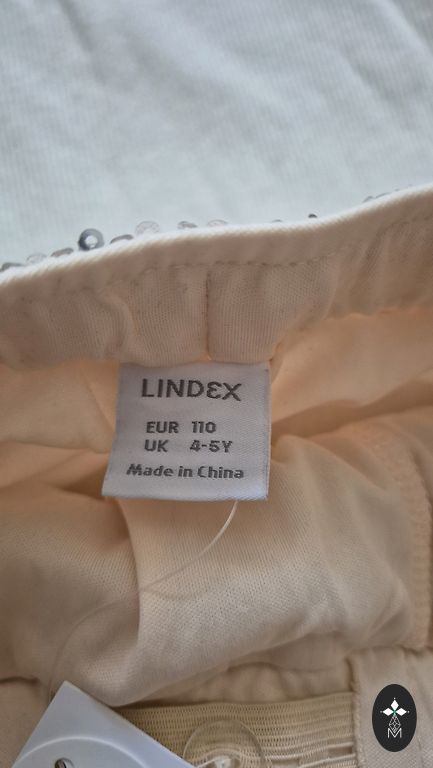 LINDEX
EUR 110
UK 4-5Y
Made in China
M